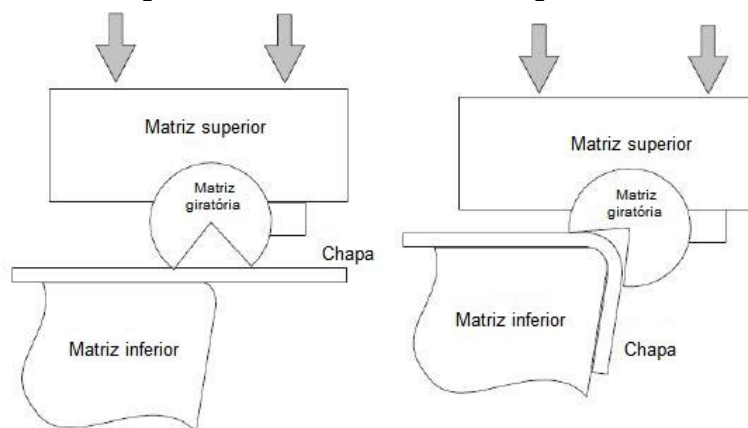 Matriz superior
Matriz
giratória
Chapa
Matriz inferior
Matriz superior
Matriz
giratória
Matriz inferior
Chapa